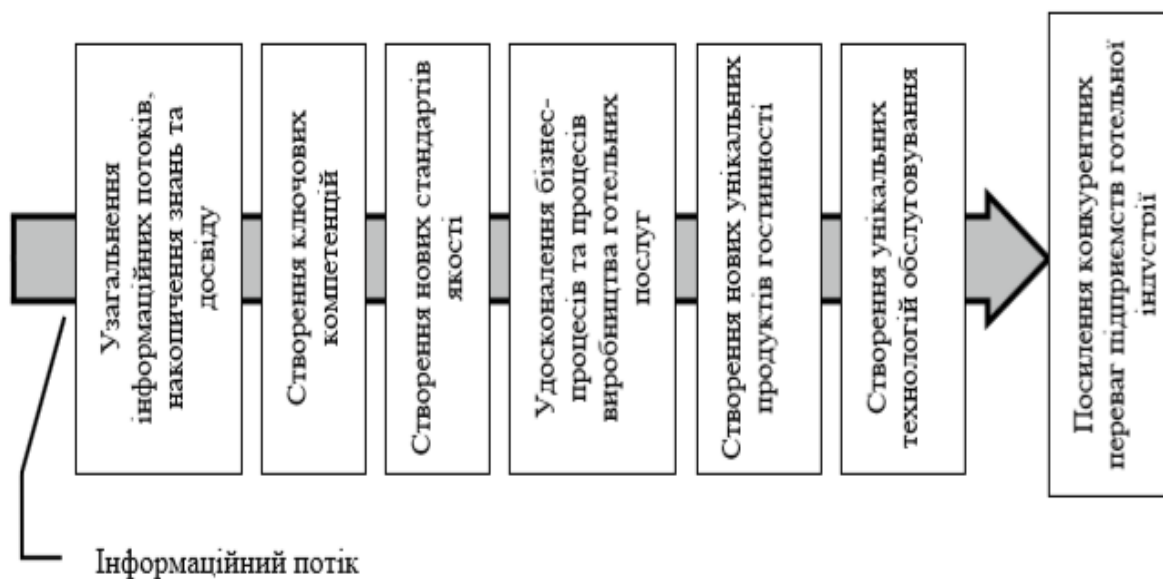 Узагальнення
інформаційних потоків,
накопичення знань та
досвіду
Створення ключових
компетенцій
Створення нових стандартів
якості
Удосконалення бізнес-
процесів та процесів
виробництва готельних
послуг
Створення нових унікальних
продуктів гостинності
Створення унікальних
технологій обслуговування
Посилення конкурентних
переваг підприємств готельної
індустрії
Інформаційний потік